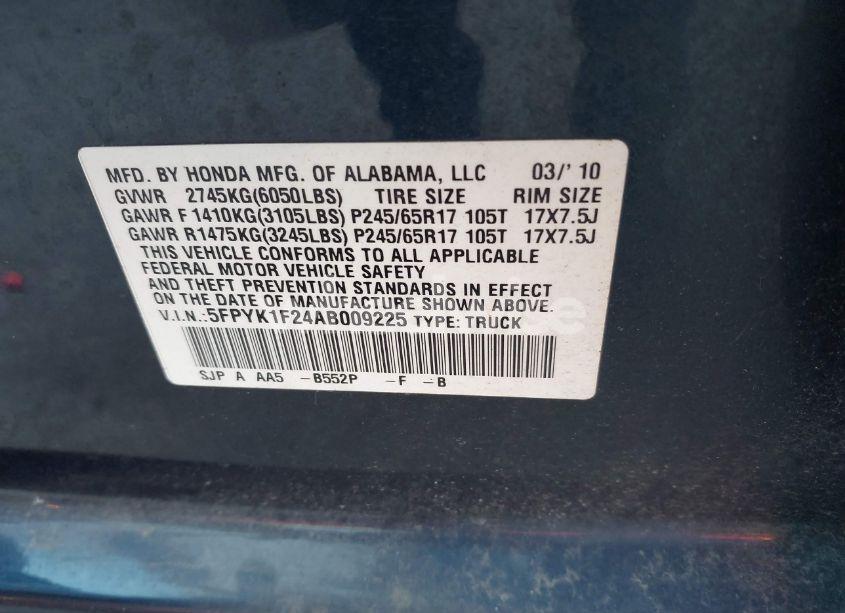 MFD. BY HONDA MFG. OF ALABAMA, LLC 03/' 10
GVWR 2745KG(6050LBS) TIRE SIZE RIM SIZE
GAWR F 1410KG(3105LBS) P245/65R17 105T 17X7.5J
GAWR R1475KG(3245LBS) P245/65R17 105T 17X7.5J
THIS VEHICLE CONFORMS TO ALL APPLICABLE
FEDERAL MOTOR VEHICLE SAFETY
AND THEFT PREVENTION STANDARDS IN EFFECT
ON THE DATE OF MANUFACTURE SHOWN ABOVE.
V.I.N.:5FPYK1F24AB009225 TYPE: TRUCK
SJP A AA5 -B552P -F -B